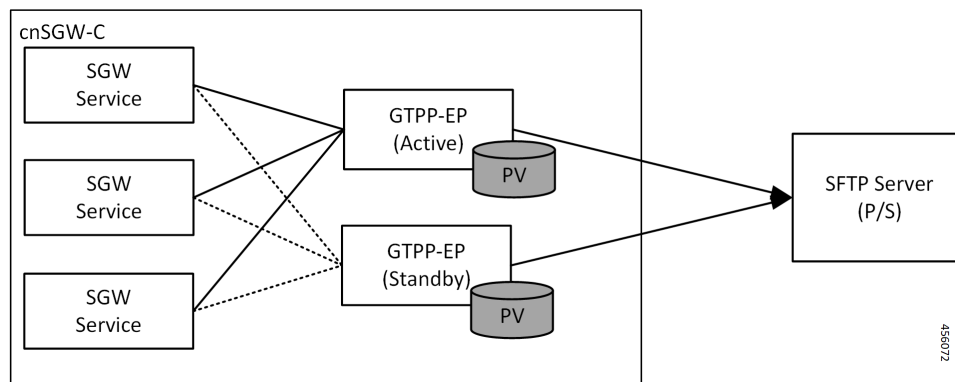 cnSGW-C
SGW
Service
SGW
Service
SGW
Service
GTPP-EP
(Active)
PV
GTPP-EP
(Standby)
PV
SFTP Server
(P/S)
456072